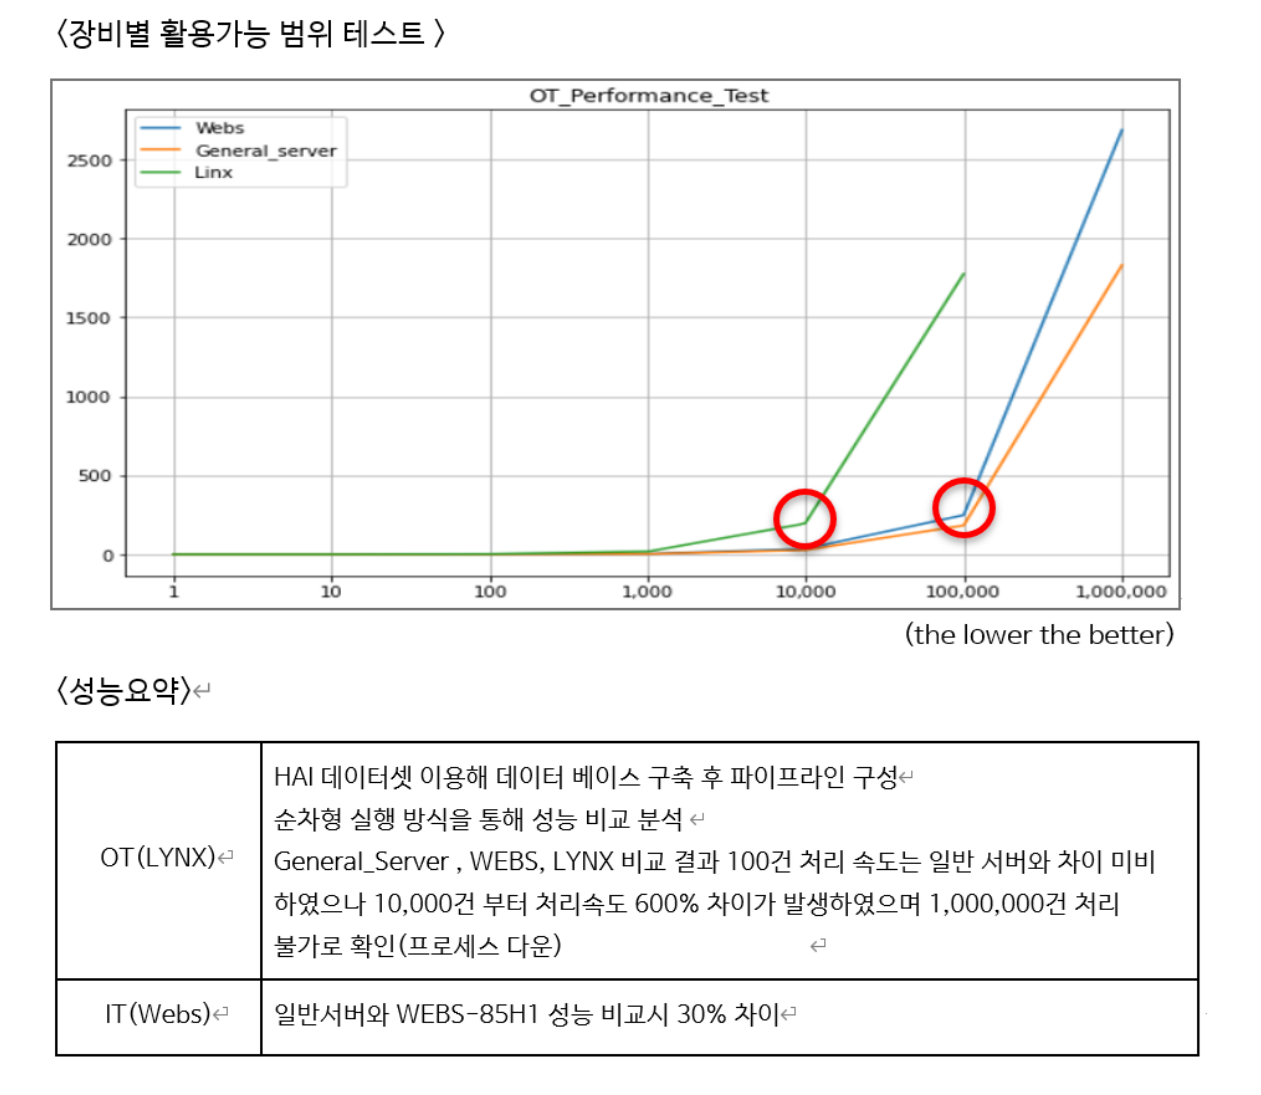 <장비별 활용가능 범위 테스트 >
OT_Performance_Test
Webs
General_server
Linx
2500
2000
1500
1000
500
0
1 10 100 1,000 10,000 100,000 1,000,000
(the lower the better)
<성능요약>↵
OT(LYNX)↵
HAI 데이터셋 이용해 데이터 베이스 구축 후 파이프라인 구성↵
순차형 실행 방식을 통해 성능 비교 분석 ↵
General_Server , WEBS, LYNX 비교 결과 100건 처리 속도는 일반 서버와 차이 미비
하였으나 10,000건 부터 처리속도 600% 차이가 발생하였으며 1,000,000건 처리
불가로 확인(프로세스 다운) ↵
IT(Webs)↵
일반서버와 WEBS-85H1 성능 비교시 30% 차이↵